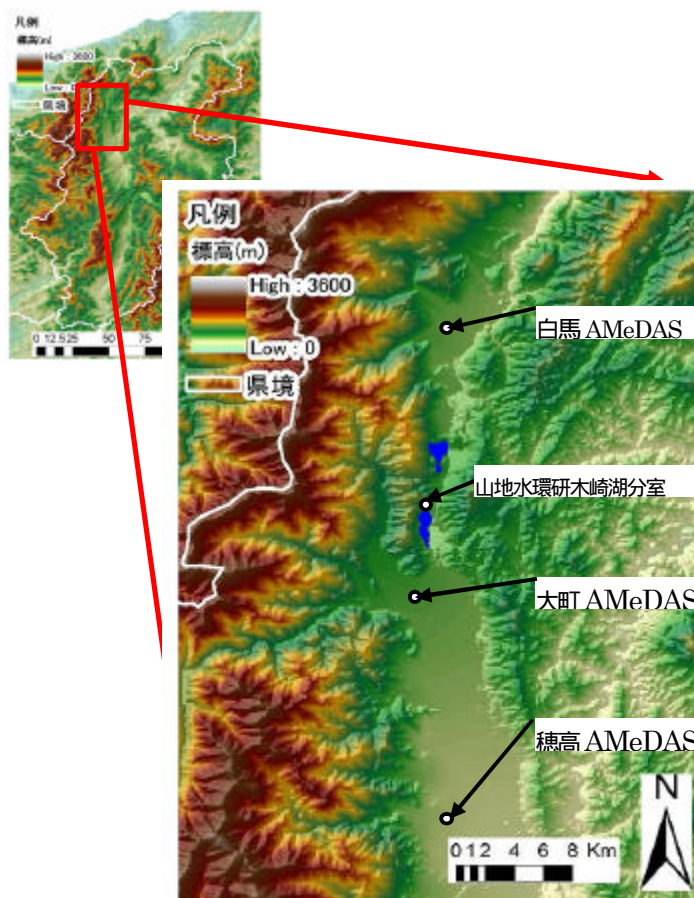 凡例
標高(m)
High : 3600
Low : 0
県境
0 12.5 25 50 75
凡例
標高(m)
High : 3600
Low : 0
県境
白馬 AMeDAS
山地水環研木崎湖分室
大町 AMeDAS
穂高 AMeDAS
N
0 1 2 4 6 8 Km